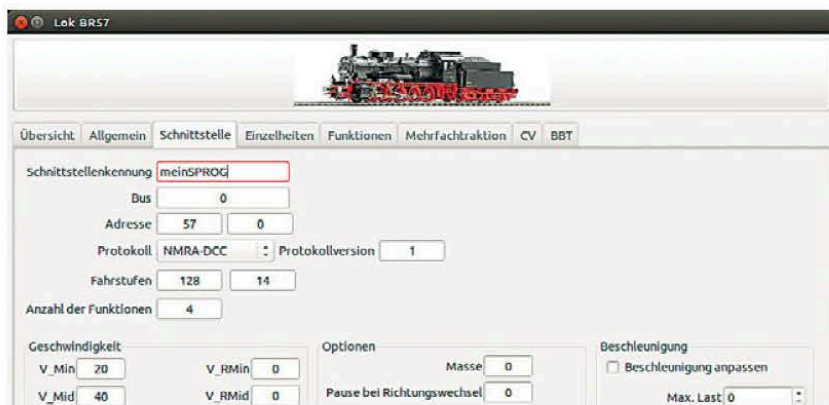 Lok BR57
Übersicht Allgemein Schnittstelle Einzelheiten Funktionen Mehrfachtraktion CV BBT
Schnittstellenkennung meinSPROG
Bus 0
Adresse 57 0
Protokoll NMRA-DCC Protokollversion 1
Fahrstufen 128 14
Anzahl der Funktionen 4
Geschwindigkeit Optionen Beschleunigung
V_Min 20 V_RMin 0 Masse 0 Beschleunigung anpassen
V_Mid 40 V_RMid 0 Pause bei Richtungswechsel 0 Max. Last 0